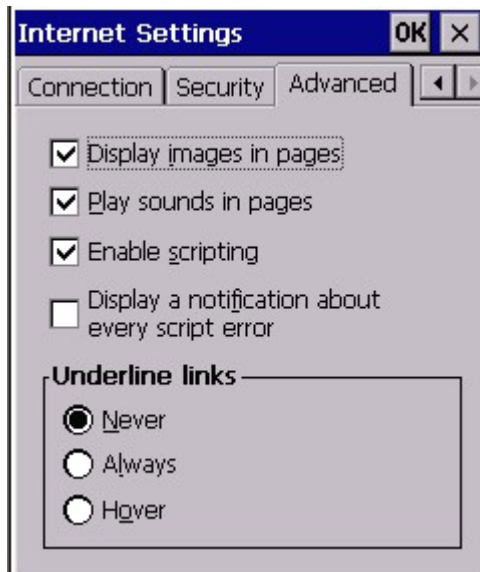 Internet Settings OK ×
Connection Security Advanced
Display images in pages
Play sounds in pages
Enable scripting
Display a notification about
every script error
Underline links
Never
Always
Hover